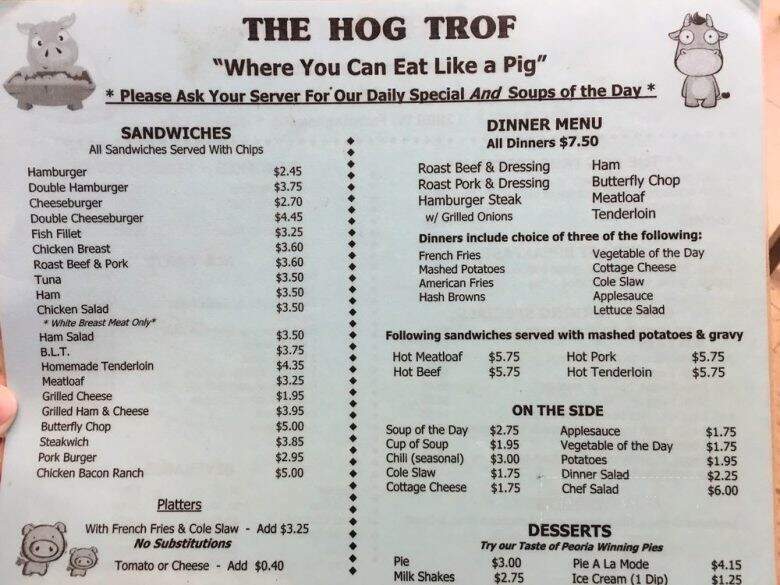 THE HOG TROF
"Where You Can Eat Like a Pig"
* Please Ask Your Server For Our Daily Special And Soups of the Day *
SANDWICHES
All Sandwiches Served With Chips
Hamburger $2.45
Double Hamburger $3.75
Cheeseburger $2.70
Double Cheeseburger $4.45
Fish Fillet $3.25
Chicken Breast $3.60
Roast Beef & Pork $3.60
Tuna $3.50
Ham $3.50
Chicken Salad $3.50
* White Breast Meat Only*
Ham Salad $3.50
B.L.T. $3.75
Homemade Tenderloin $4.35
Meatloaf $3.25
Grilled Cheese $1.95
Grilled Ham & Cheese $3.95
Butterfly Chop $5.00
Steakwich $3.85
Pork Burger $2.95
Chicken Bacon Ranch $5.00
Platters
With French Fries & Cole Slaw - Add $3.25
No Substitutions
Tomato or Cheese - Add $0.40
DINNER MENU
All Dinners $7.50
Roast Beef & Dressing Ham
Roast Pork & Dressing Butterfly Chop
Hamburger Steak Meatloaf
w/ Grilled Onions Tenderloin
Dinners include choice of three of the following:
French Fries Vegetable of the Day
Mashed Potatoes Cottage Cheese
American Fries Cole Slaw
Hash Browns Applesauce
Lettuce Salad
Following sandwiches served with mashed potatoes & gravy
Hot Meatloaf $5.75 Hot Pork $5.75
Hot Beef $5.75 Hot Tenderloin $5.75
ON THE SIDE
Soup of the Day $2.75 Applesauce $1.75
Cup of Soup $1.95 Vegetable of the Day $1.75
Chili (seasonal) $3.00 Potatoes $1.95
Cole Slaw $1.75 Dinner Salad $2.25
Cottage Cheese $1.75 Chef Salad $6.00
DESSERTS
Try our Taste of Peoria Winning Pies
Pie $3.00 Pie A La Mode $4.15
Milk Shakes $2.75 Ice Cream (1 Dip) $1.25